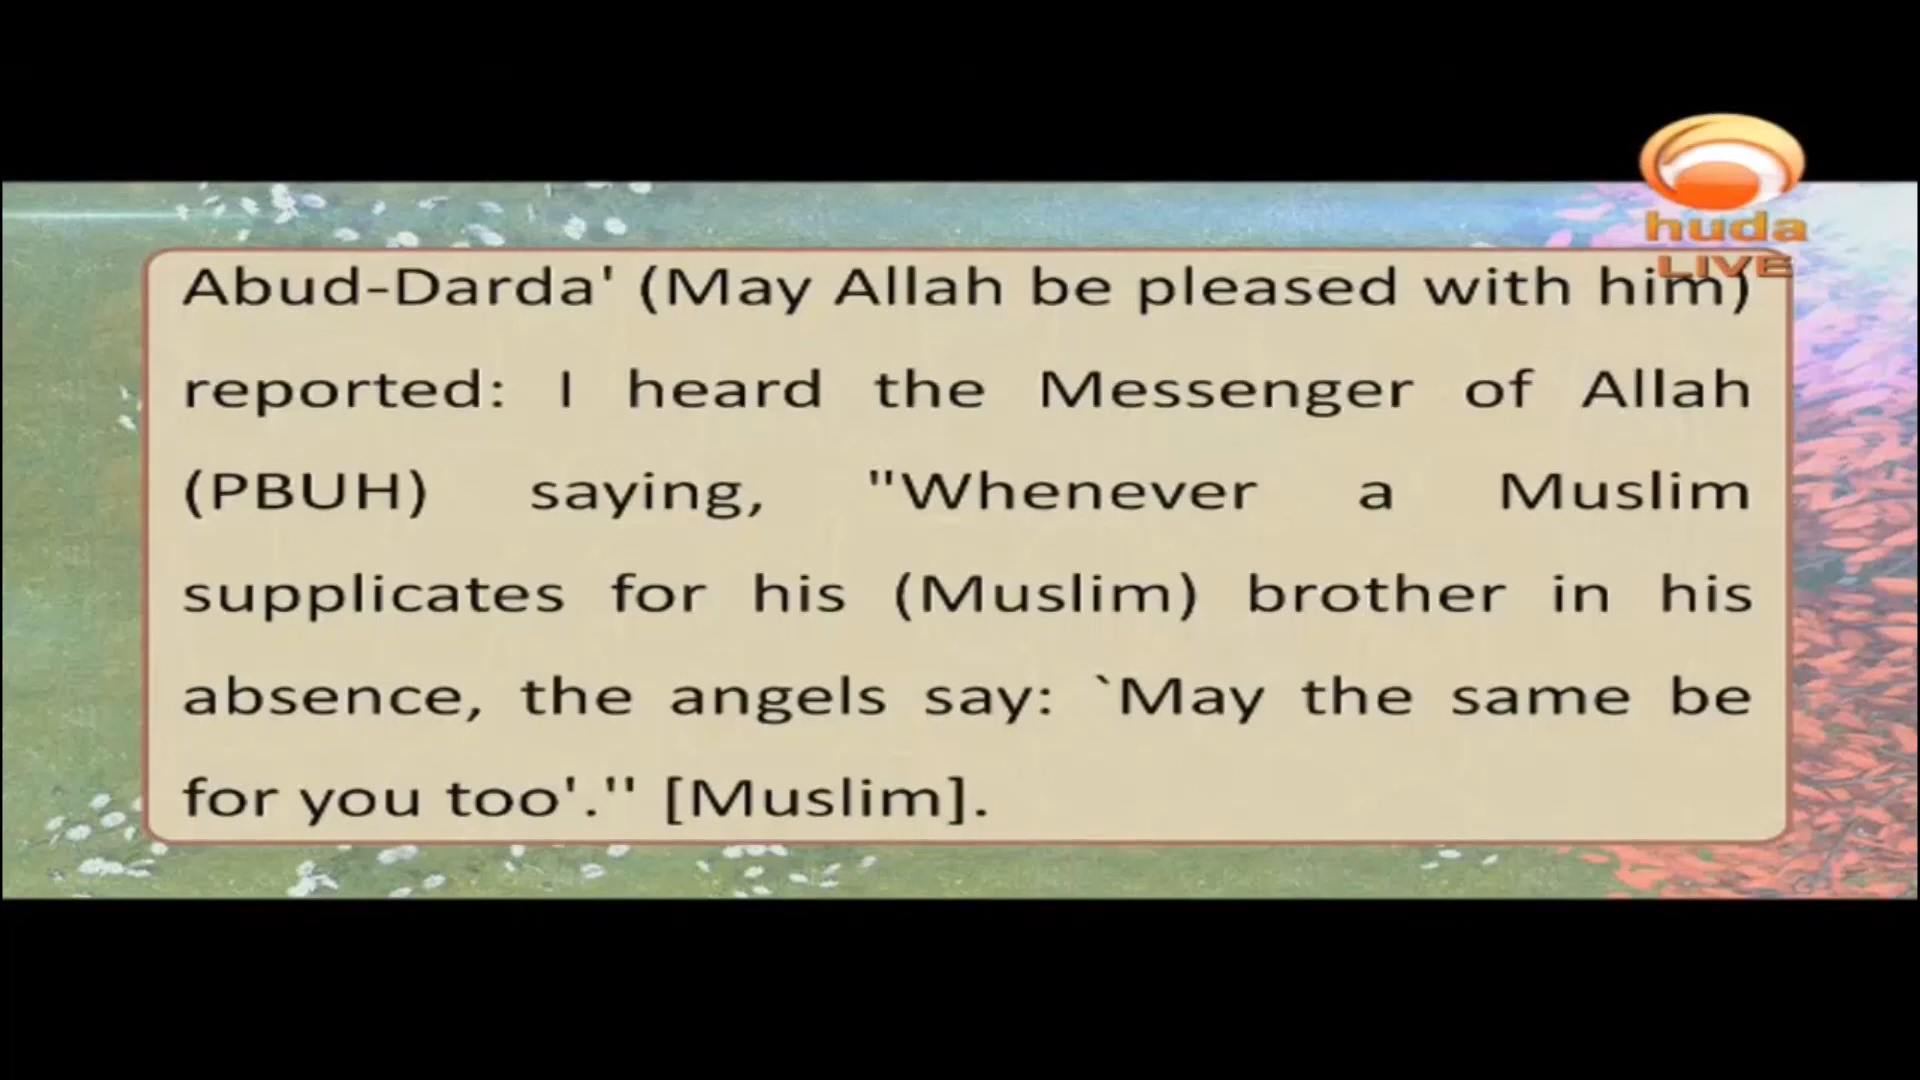 huda
LIVE
Abud-Darda' (May Allah be pleased with him)
reported: I heard the Messenger of Allah
(PBUH) saying, "Whenever a Muslim
supplicates for his (Muslim) brother in his
absence, the angels say: `May the same be
for you too'.'' [Muslim].